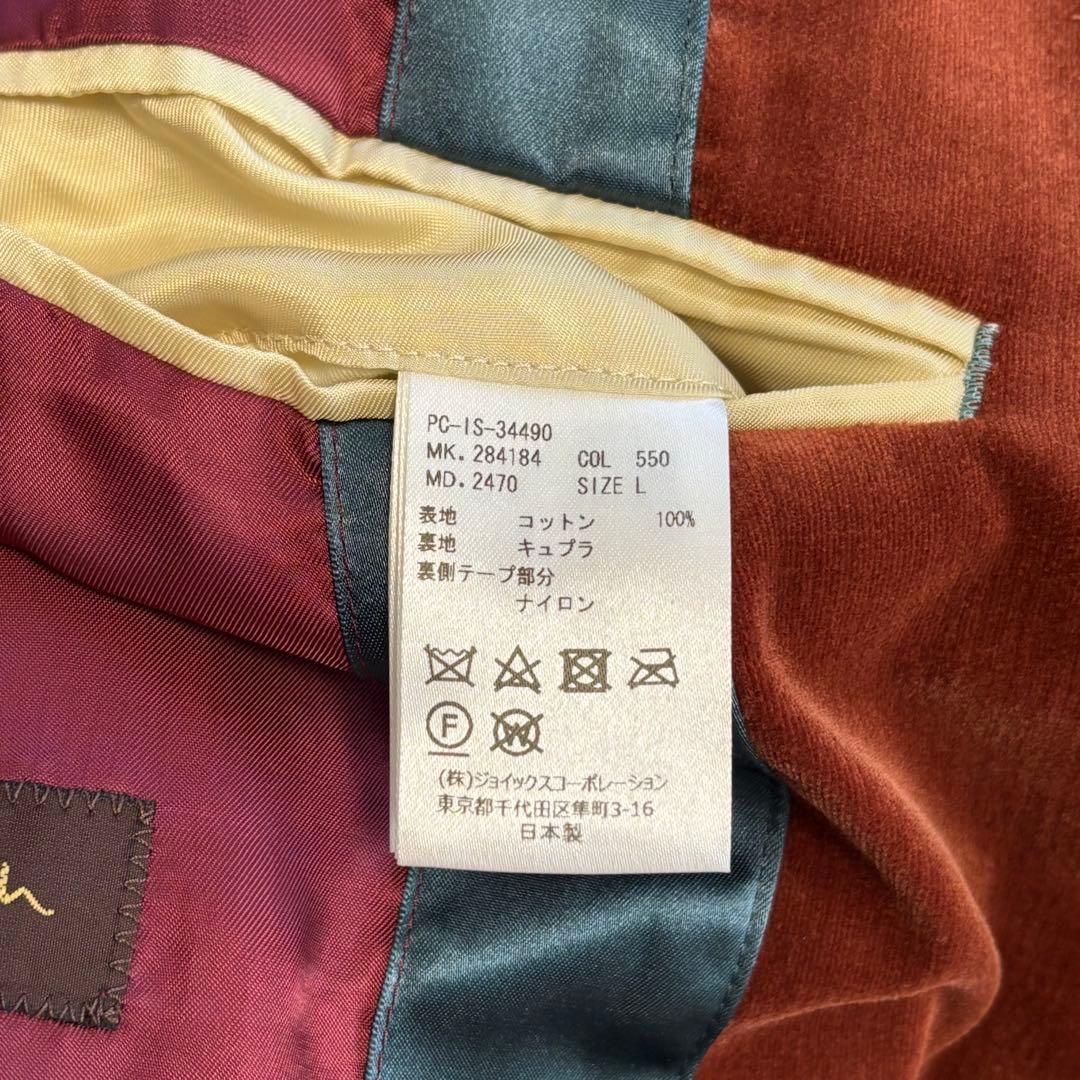 PC-IS-34490
MK. 284184 COL 550
MD. 2470 SIZE L
表地 コットン 100%
裏地 キュプラ
裏側テープ部分
ナイロン
F
W
(株)ジョイックスコーポレーション
東京都千代田区隼町3-16
日本製